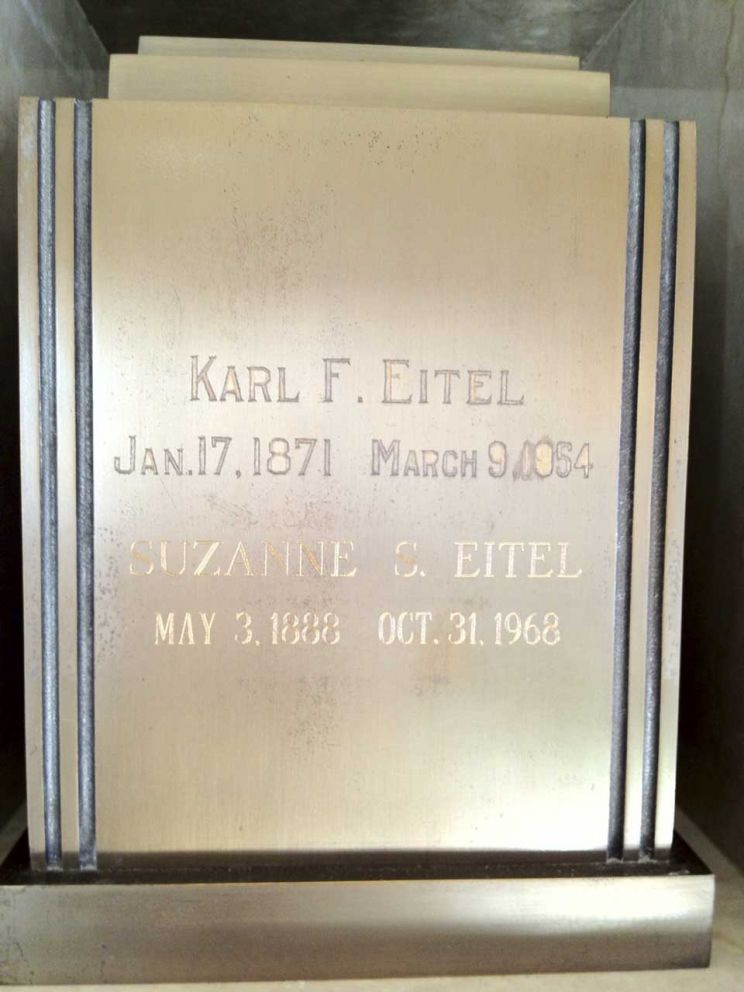 KARL F. EITEL
JAN. 17, 1871 MARCH 9, 1954
SUZANNE S. EITEL
MAY 3, 1888 OCT. 31, 1968